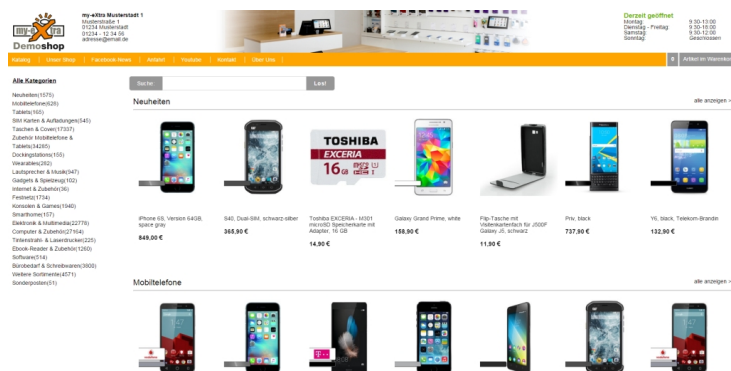 my-eXtra Musterstadt 1
Musterstraße 1
01234 Musterstadt
01234 - 12 34 56
adresse@email.de
my-eXtra
Demoshop
Derzeit geöffnet
Montag: 9:30-13:00
Dienstag - Freitag: 9:30-18:00
Samstag: 9:30-12:00
Sonntag: Geschlossen
Katalog | Unser Shop | Facebook-News | Anfahrt | Youtube | Kontakt | Über Uns |
0 Artikel im Warenkorb
Alle Kategorien
Neuheiten(1570)
Mobiltelefone(626)
Tablets(165)
SIM Karten & Aufladungen(545)
Taschen & Cover(17337)
Zubehör Mobiltelefone &
Tablets(34265)
Dockingstations(155)
Wearables(282)
Lautsprecher & Musik(947)
Gadgets & Spielzeug(102)
Internet & Zubehör(36)
Festnetz(1734)
Konsolen & Games(1940)
Smarthome(157)
Elektronik & Multimedia(22778)
Computer & Zubehör(27164)
Tintenstrahl- & Laserdrucker(225)
Ebook-Reader & Zubehör(1260)
Software(514)
Bürobedarf & Schreibwaren(3800)
Weitere Sortimente(4571)
Sonderposten(51)
Suche Los!
Neuheiten alle anzeigen »
TOSHIBA
EXCERIA
16 GB
iPhone 6S, Version 64GB,
space gray
849,00 €
S40, Dual-SIM, schwarz-silber
365,90 €
Toshiba EXCERIA - M301
microSD Speicherkarte mit
Adapter, 16 GB
14,90 €
Galaxy Grand Prime, white
158,90 €
Flip-Tasche mit
Visitenkartenfach für J500F
Galaxy J5, schwarz
11,90 €
Priv, black
737,90 €
Y6, black, Telekom-Brandin
132,90 €
Mobiltelefone alle anzeigen »